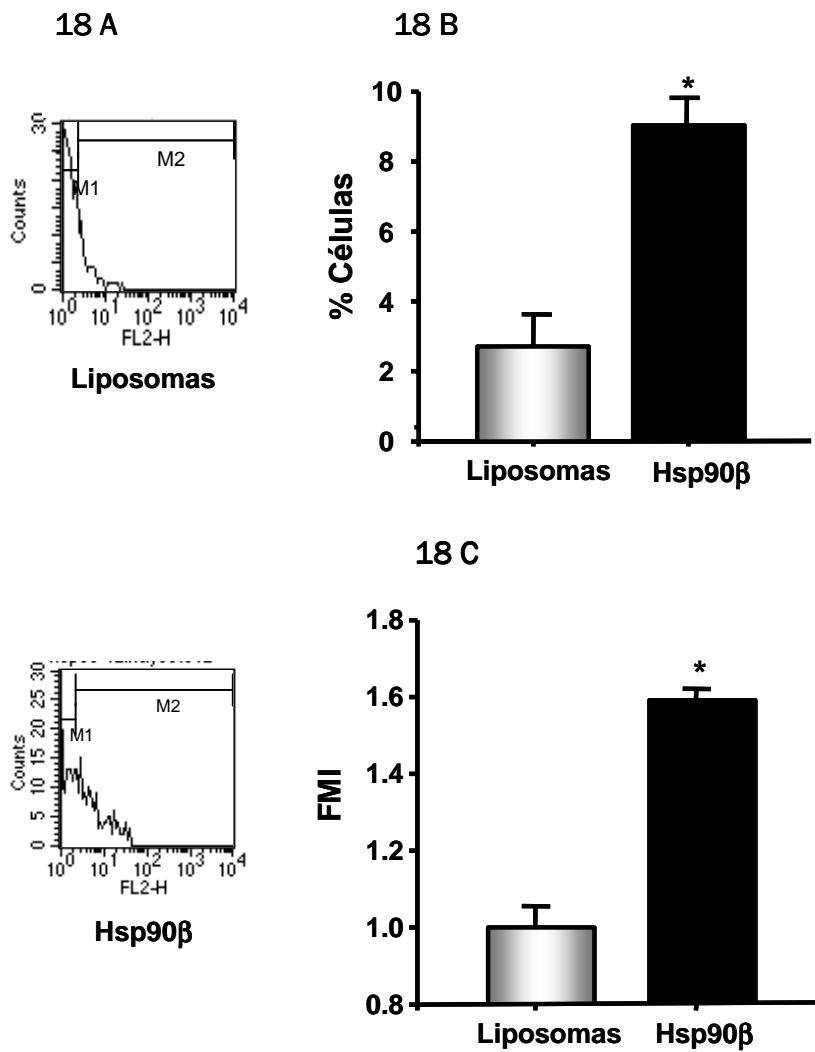 18 A
30
Counts
0
M1
M2
10^0 10^1 10^2 10^3 10^4
FL2-H
Liposomas
18 B
% Células
10
8
6
4
2
0
*
Liposomas Hsp90β
30
25
20
15
10
5
0
Counts
M1
M2
10^0 10^1 10^2 10^3 10^4
FL2-H
Hsp90β
18 C
FMI
1.8
1.6
1.4
1.2
1.0
0.8
*
Liposomas Hsp90β